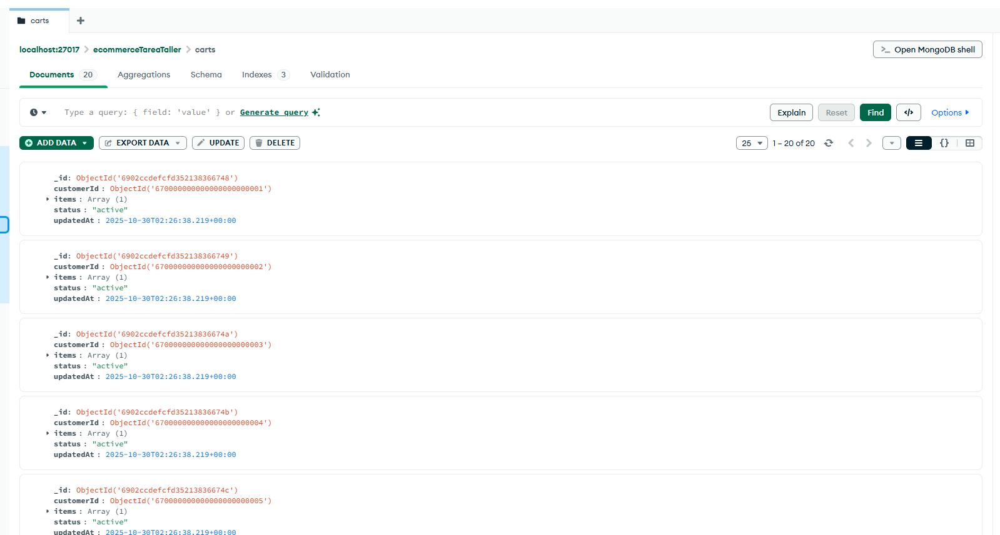 carts
localhost:27017 > ecommerceTareaTaller > carts
>_ Open MongoDB shell
Documents 20 Aggregations Schema Indexes 3 Validation
Type a query: { field: 'value' } or Generate query
Explain Reset Find </> Options
ADD DATA EXPORT DATA UPDATE DELETE
25 1 – 20 of 20 {}
_id: ObjectId('6902ccdefcfd352138366748')
customerId : ObjectId('670000000000000000000001')
items : Array (1)
status : "active"
updatedAt : 2025-10-30T02:26:38.219+00:00
_id: ObjectId('6902ccdefcfd352138366749')
customerId : ObjectId('670000000000000000000002')
items : Array (1)
status : "active"
updatedAt : 2025-10-30T02:26:38.219+00:00
_id: ObjectId('6902ccdefcfd35213836674a')
customerId : ObjectId('670000000000000000000003')
items : Array (1)
status : "active"
updatedAt : 2025-10-30T02:26:38.219+00:00
_id: ObjectId('6902ccdefcfd35213836674b')
customerId : ObjectId('670000000000000000000004')
items : Array (1)
status : "active"
updatedAt : 2025-10-30T02:26:38.219+00:00
_id: ObjectId('6902ccdefcfd35213836674c')
customerId : ObjectId('670000000000000000000005')
items : Array (1)
status : "active"
updatedAt : 2025-10-30T02:26:38.219+00:00